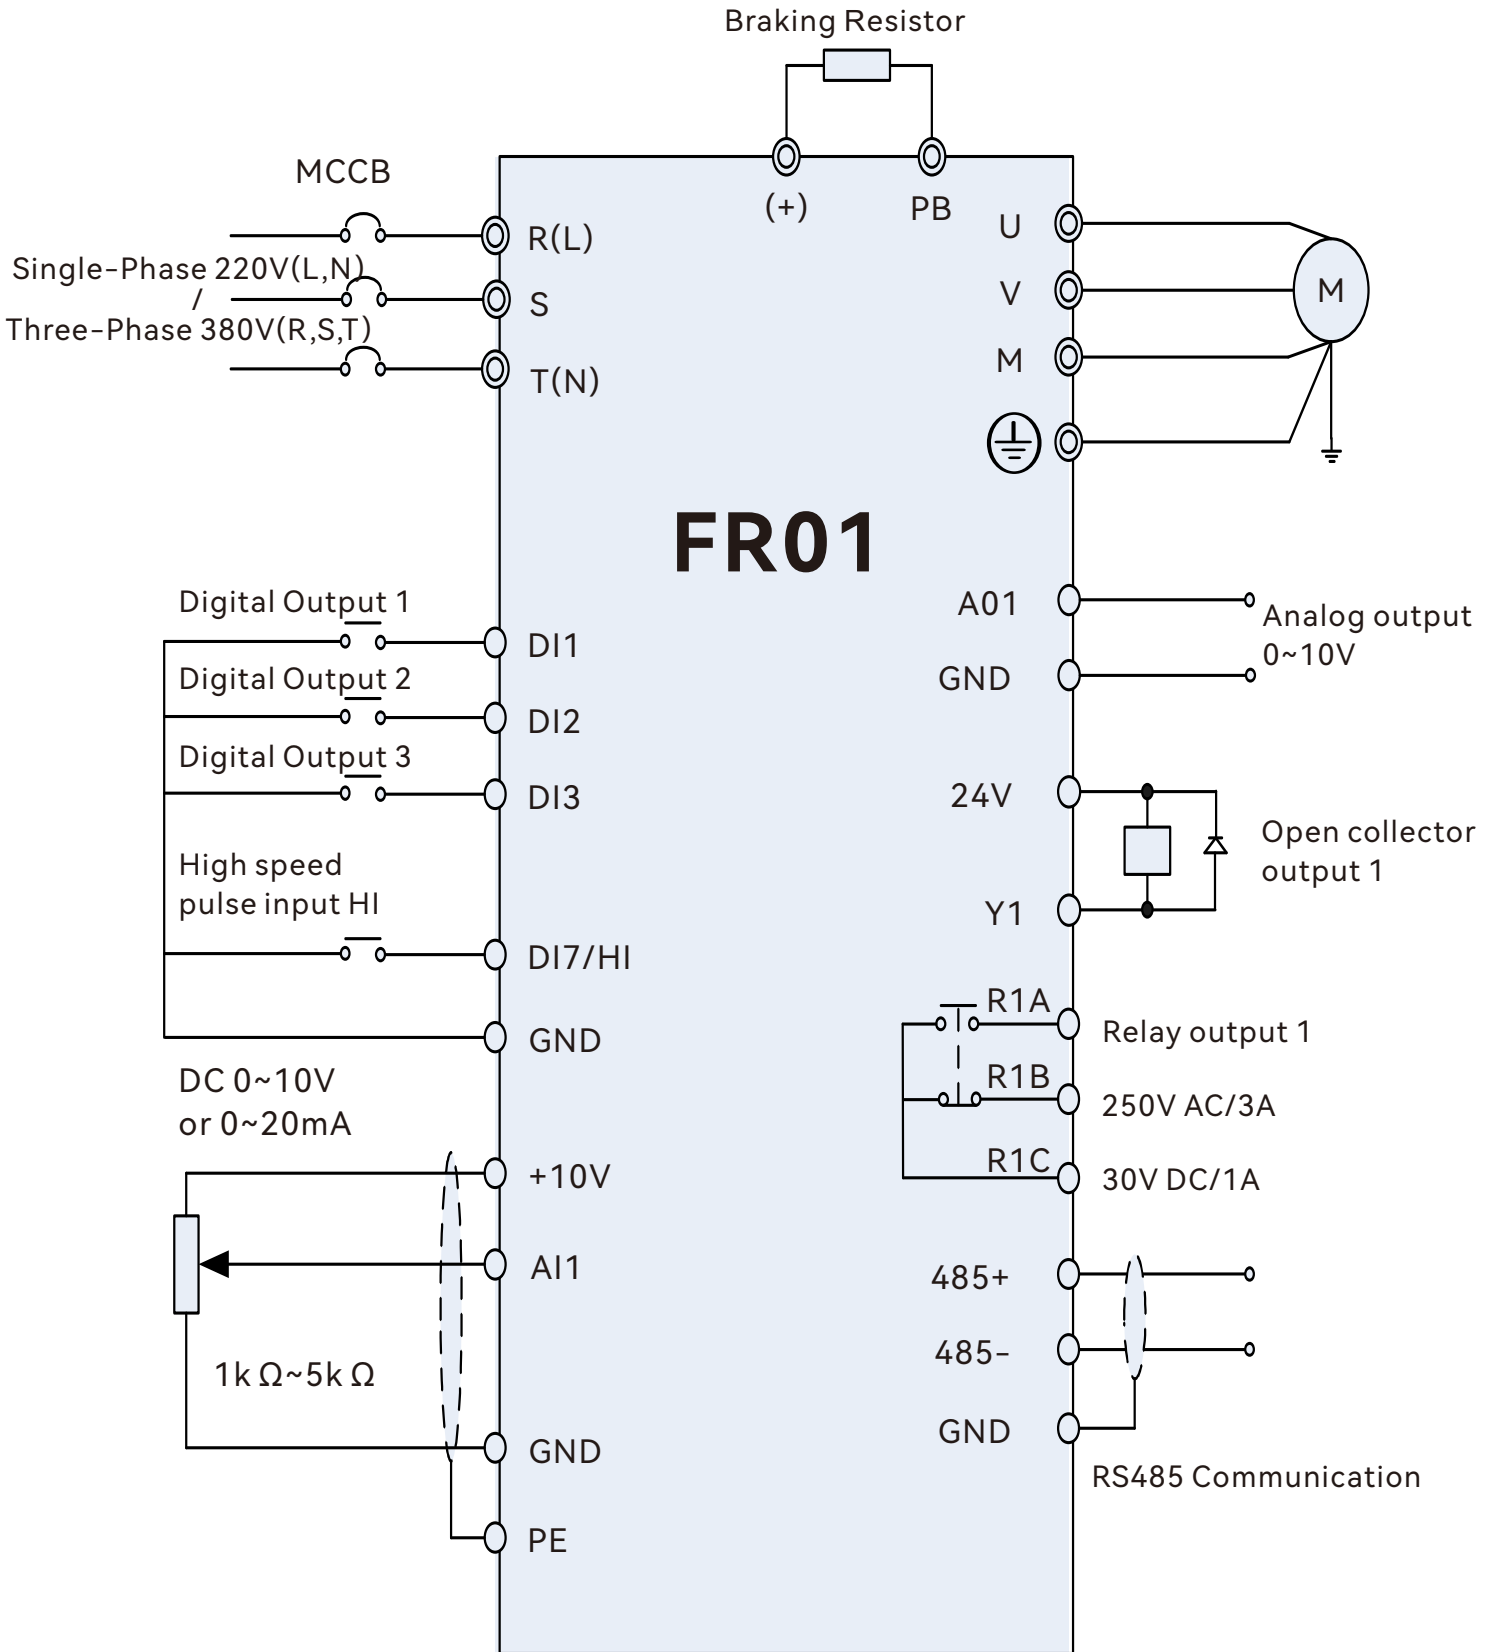 Braking Resistor
MCCB
(+)
PB
R(L)
U
Single-Phase 220V(L,N)
/
Three-Phase 380V(R,S,T)
S
V
M
T(N)
M
FR01
Digital Output 1
DI1
Digital Output 2
DI2
Digital Output 3
DI3
High speed
pulse input HI
DI7/HI
GND
DC 0~10V
or 0~20mA
+10V
AI1
1k Ω~5k Ω
GND
PE
A01
GND
Analog output
0~10V
24V
Y1
Open collector
output 1
R1A
Relay output 1
R1B
250V AC/3A
R1C
30V DC/1A
485+
485-
GND
RS485 Communication